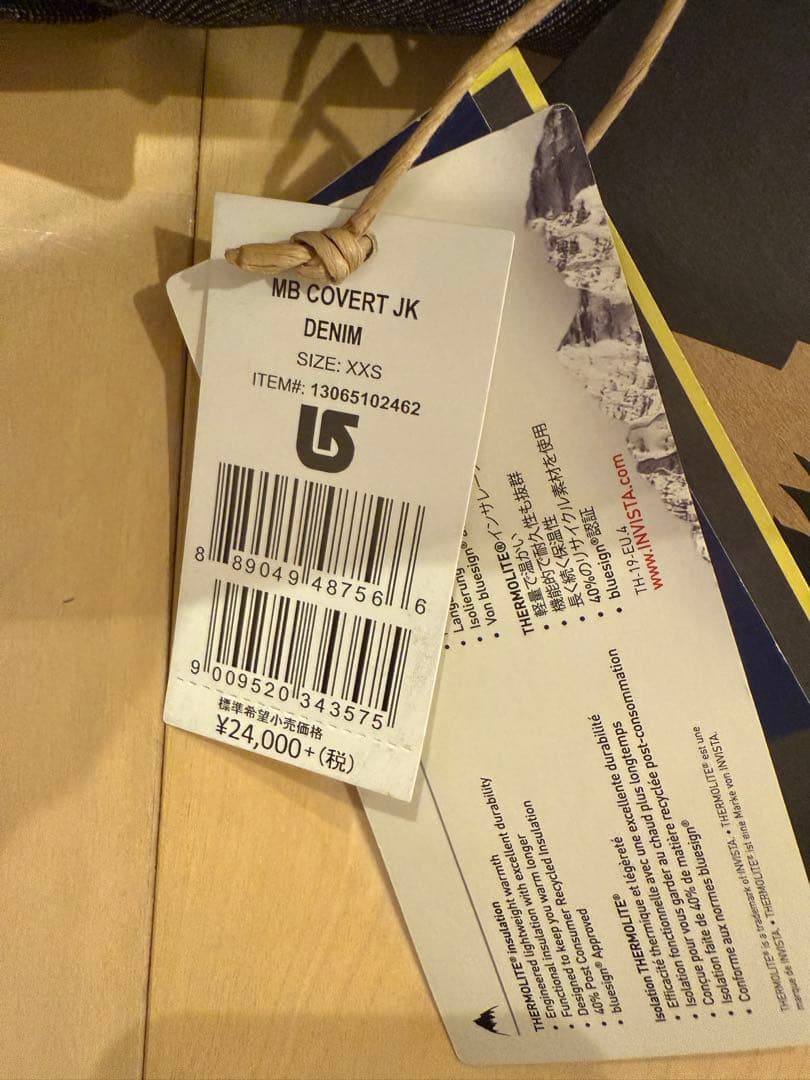 MB COVERT JK
DENIM
SIZE: XXS
ITEM#: 13065102462
8 89049 48756 6
9 009520 343575
標準希望小売価格
¥24,000+(税)
Isolierung®
• Von bluesign®インサレー
THERMOLITE®
• 軽量で温かい
• 機能的で耐久性も抜群
• 長く続く保温性
• 40%のリサイクル素材を使用
• bluesign®認証
TH-19-EU.4
www.INVISTA.com
THERMOLITE® insulation
• Engineered lightweight warmth
• Functional insulation with excellent durability
• Designed to keep you warm longer
• 40% Post Consumer Recycled Insulation
• bluesign® Approved
Isolation THERMOLITE®
• Efficacité thermique et légèreté
• Isolation fonctionnelle avec une excellente durabilité
• Conçue pour vous garder au chaud plus longtemps
• Isolation faite de 40% de matière recyclée post-consommation
• Conforme aux normes bluesign®
THERMOLITE® is a trademark of INVISTA. • THERMOLITE® est une
marque de INVISTA. • THERMOLITE® ist eine Marke von INVISTA.